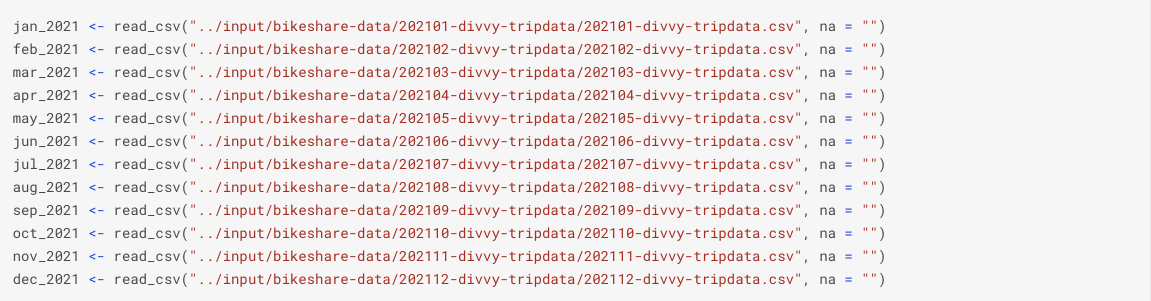 jan_2021 <- read_csv("../input/bikeshare-data/202101-divvy-tripdata/202101-divvy-tripdata.csv", na = "")
feb_2021 <- read_csv("../input/bikeshare-data/202102-divvy-tripdata/202102-divvy-tripdata.csv", na = "")
mar_2021 <- read_csv("../input/bikeshare-data/202103-divvy-tripdata/202103-divvy-tripdata.csv", na = "")
apr_2021 <- read_csv("../input/bikeshare-data/202104-divvy-tripdata/202104-divvy-tripdata.csv", na = "")
may_2021 <- read_csv("../input/bikeshare-data/202105-divvy-tripdata/202105-divvy-tripdata.csv", na = "")
jun_2021 <- read_csv("../input/bikeshare-data/202106-divvy-tripdata/202106-divvy-tripdata.csv", na = "")
jul_2021 <- read_csv("../input/bikeshare-data/202107-divvy-tripdata/202107-divvy-tripdata.csv", na = "")
aug_2021 <- read_csv("../input/bikeshare-data/202108-divvy-tripdata/202108-divvy-tripdata.csv", na = "")
sep_2021 <- read_csv("../input/bikeshare-data/202109-divvy-tripdata/202109-divvy-tripdata.csv", na = "")
oct_2021 <- read_csv("../input/bikeshare-data/202110-divvy-tripdata/202110-divvy-tripdata.csv", na = "")
nov_2021 <- read_csv("../input/bikeshare-data/202111-divvy-tripdata/202111-divvy-tripdata.csv", na = "")
dec_2021 <- read_csv("../input/bikeshare-data/202112-divvy-tripdata/202112-divvy-tripdata.csv", na = "")